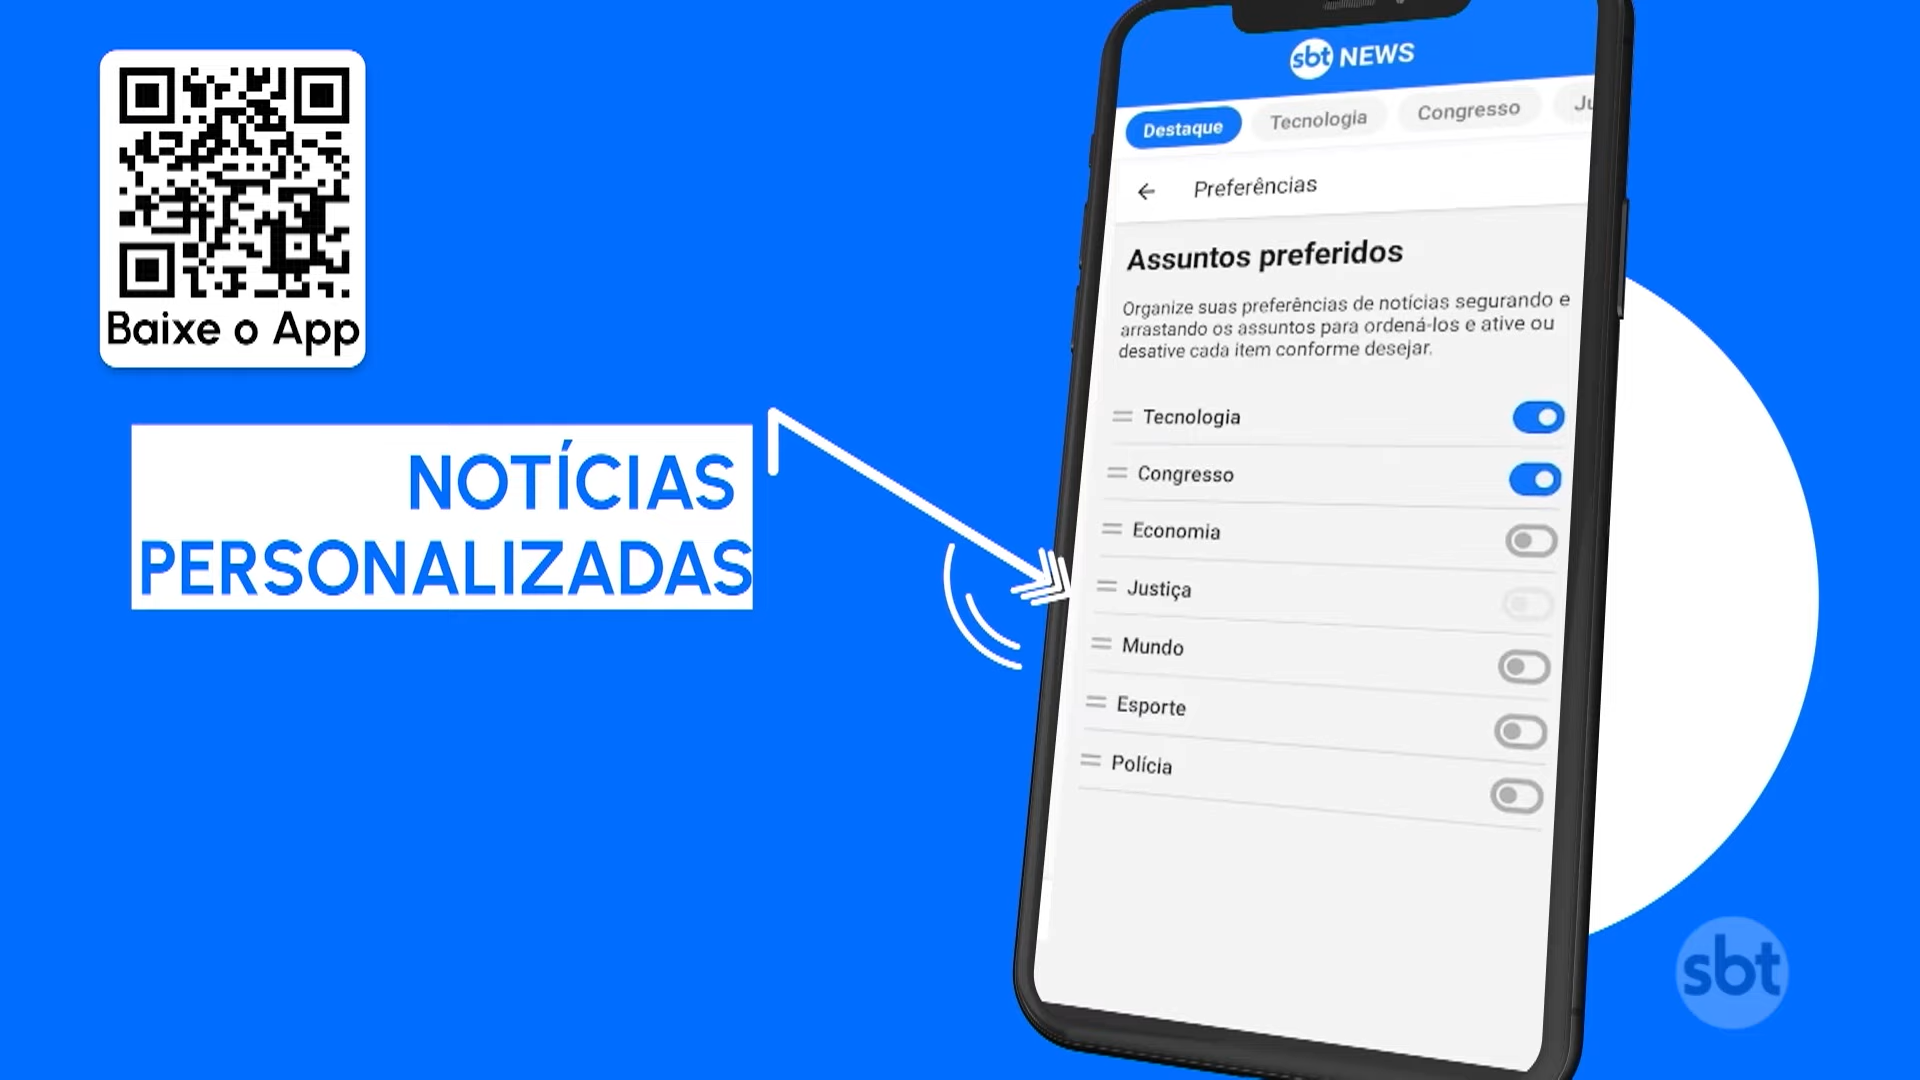 Baixe o App
NOTÍCIAS
PERSONALIZADAS
sbt NEWS
Destaque
Tecnologia
Congresso
Ju
Preferências
Assuntos preferidos
Organize suas preferências de notícias segurando e
arrastando os assuntos para ordená-los e ative ou
desative cada item conforme desejar.
Tecnologia
Congresso
Economia
Justiça
Mundo
Esporte
Polícia
sbt